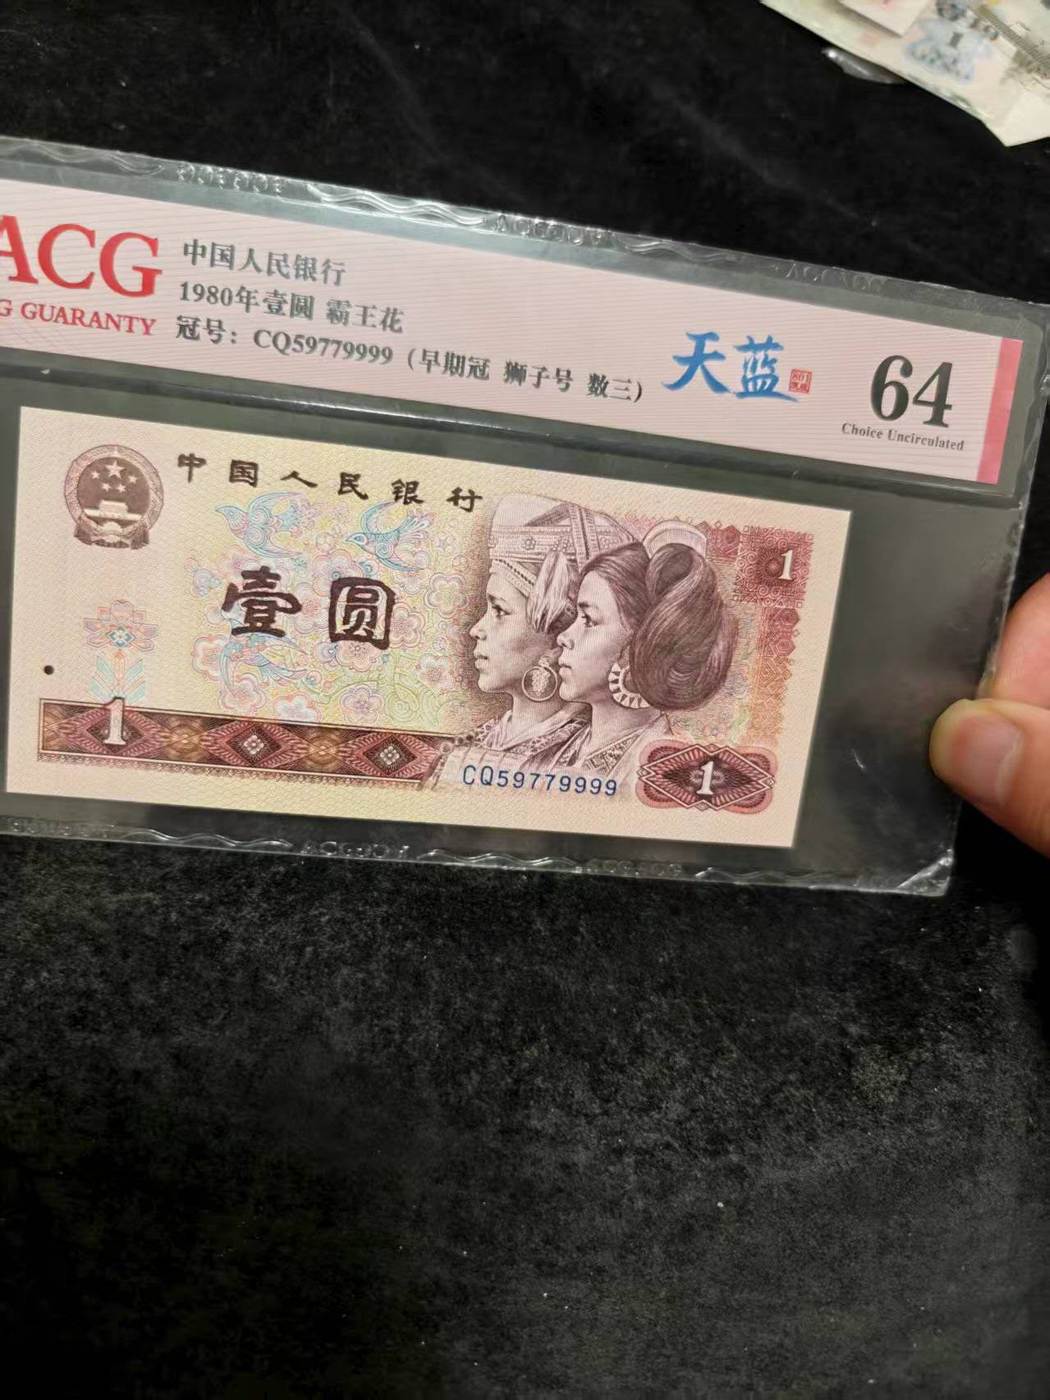 ACG
G GUARANTY
中国人民银行
1980年壹圆 霸王花
冠号：CQ59779999（早期冠 狮子号 数三）
天蓝
64
Choice Uncirculated
中国人民银行
壹圆
1
1
CQ59779999
1